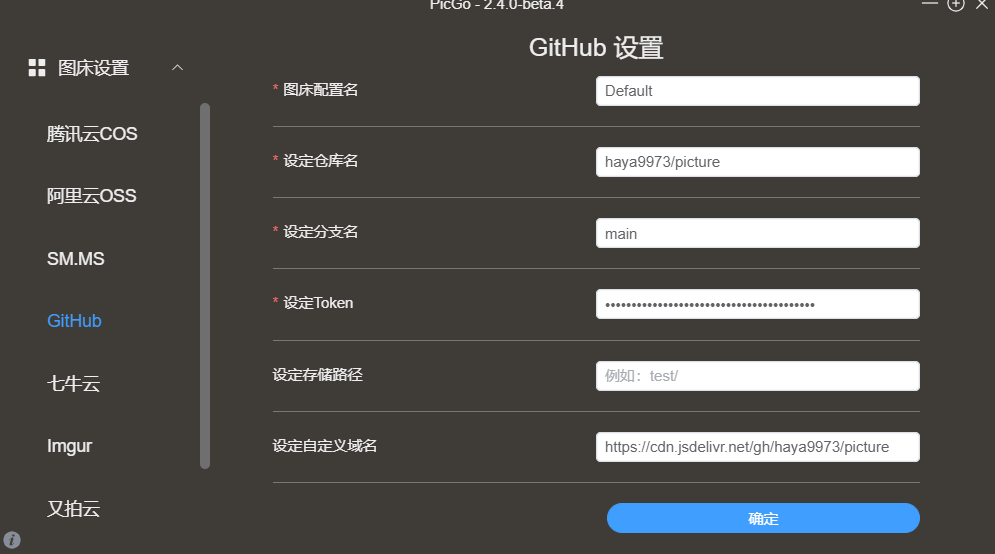 PicGo - 2.4.0-beta.4
图床设置
腾讯云COS
阿里云OSS
SM.MS
GitHub
七牛云
Imgur
又拍云
GitHub 设置
* 图床配置名
Default
* 设定仓库名
haya9973/picture
* 设定分支名
main
* 设定Token
••••••••••••••••••••••••••••••••••••••••
设定存储路径
例如：test/
设定自定义域名
https://cdn.jsdelivr.net/gh/haya9973/picture
确定